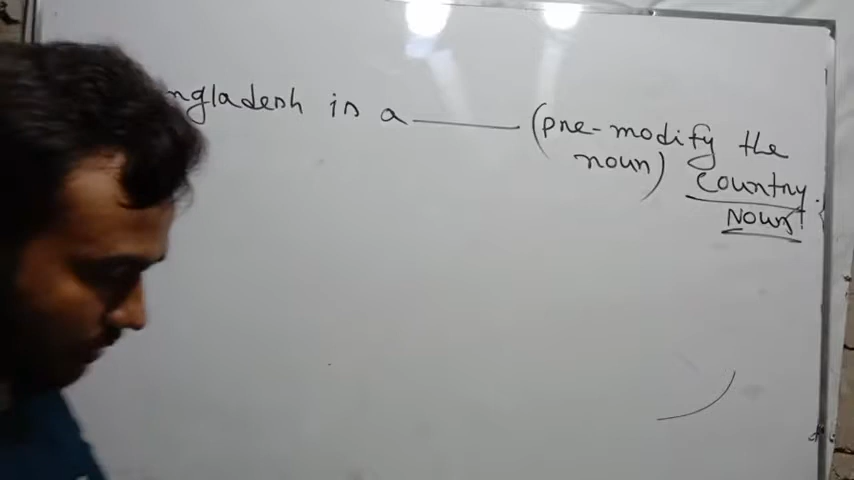 ngladesh is a ______ (pre-modify the
noun) country.
Noun